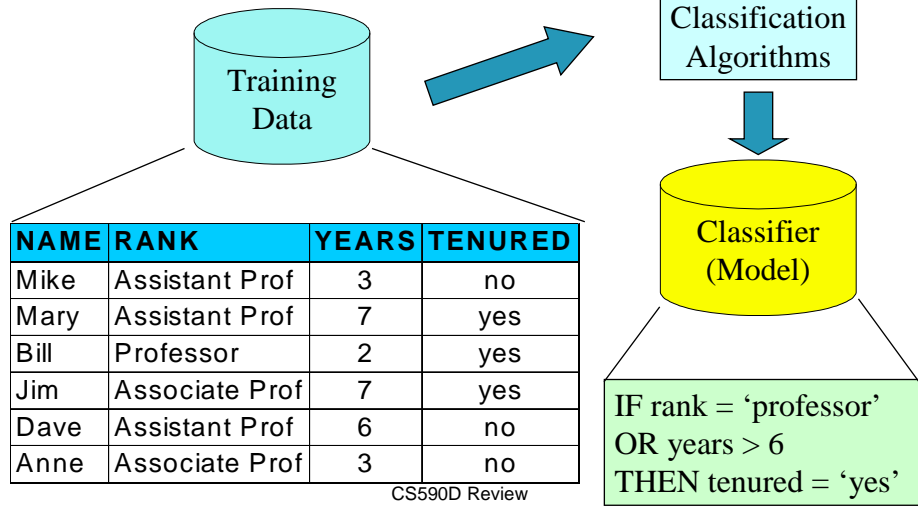 Training
Data
Classification
Algorithms
Classifier
(Model)
NAME RANK YEARS TENURED
Mike Assistant Prof 3 no
Mary Assistant Prof 7 yes
Bill Professor 2 yes
Jim Associate Prof 7 yes
Dave Assistant Prof 6 no
Anne Associate Prof 3 no
IF rank = ‘professor’
OR years > 6
THEN tenured = ‘yes’
CS590D Review